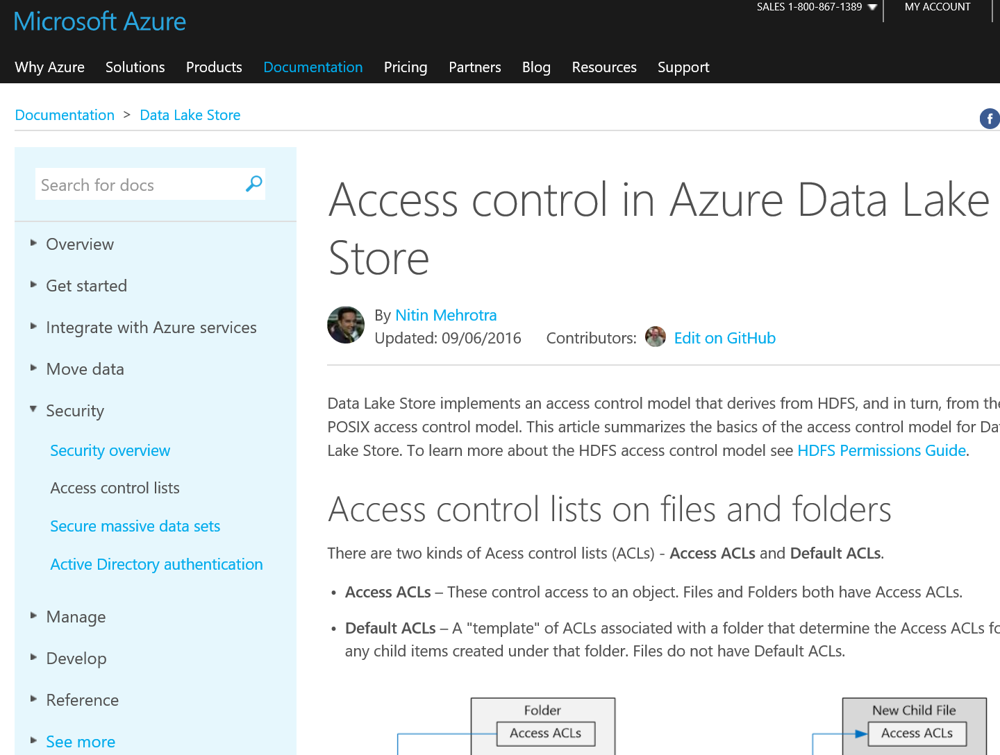 Microsoft Azure
SALES 1-800-867-1389
MY ACCOUNT
Why Azure Solutions Products Documentation Pricing Partners Blog Resources Support
Documentation > Data Lake Store
f
Search for docs
Overview
Get started
Integrate with Azure services
Move data
Security
Security overview
Access control lists
Secure massive data sets
Active Directory authentication
Manage
Develop
Reference
See more
Access control in Azure Data Lake
Store
By Nitin Mehrotra
Updated: 09/06/2016 Contributors: Edit on GitHub
Data Lake Store implements an access control model that derives from HDFS, and in turn, from the
POSIX access control model. This article summarizes the basics of the access control model for Da
Lake Store. To learn more about the HDFS access control model see HDFS Permissions Guide.
Access control lists on files and folders
There are two kinds of Acess control lists (ACLs) - Access ACLs and Default ACLs.
• Access ACLs – These control access to an object. Files and Folders both have Access ACLs.
• Default ACLs – A "template" of ACLs associated with a folder that determine the Access ACLs fo
any child items created under that folder. Files do not have Default ACLs.
Folder
Access ACLs
New Child File
Access ACLs